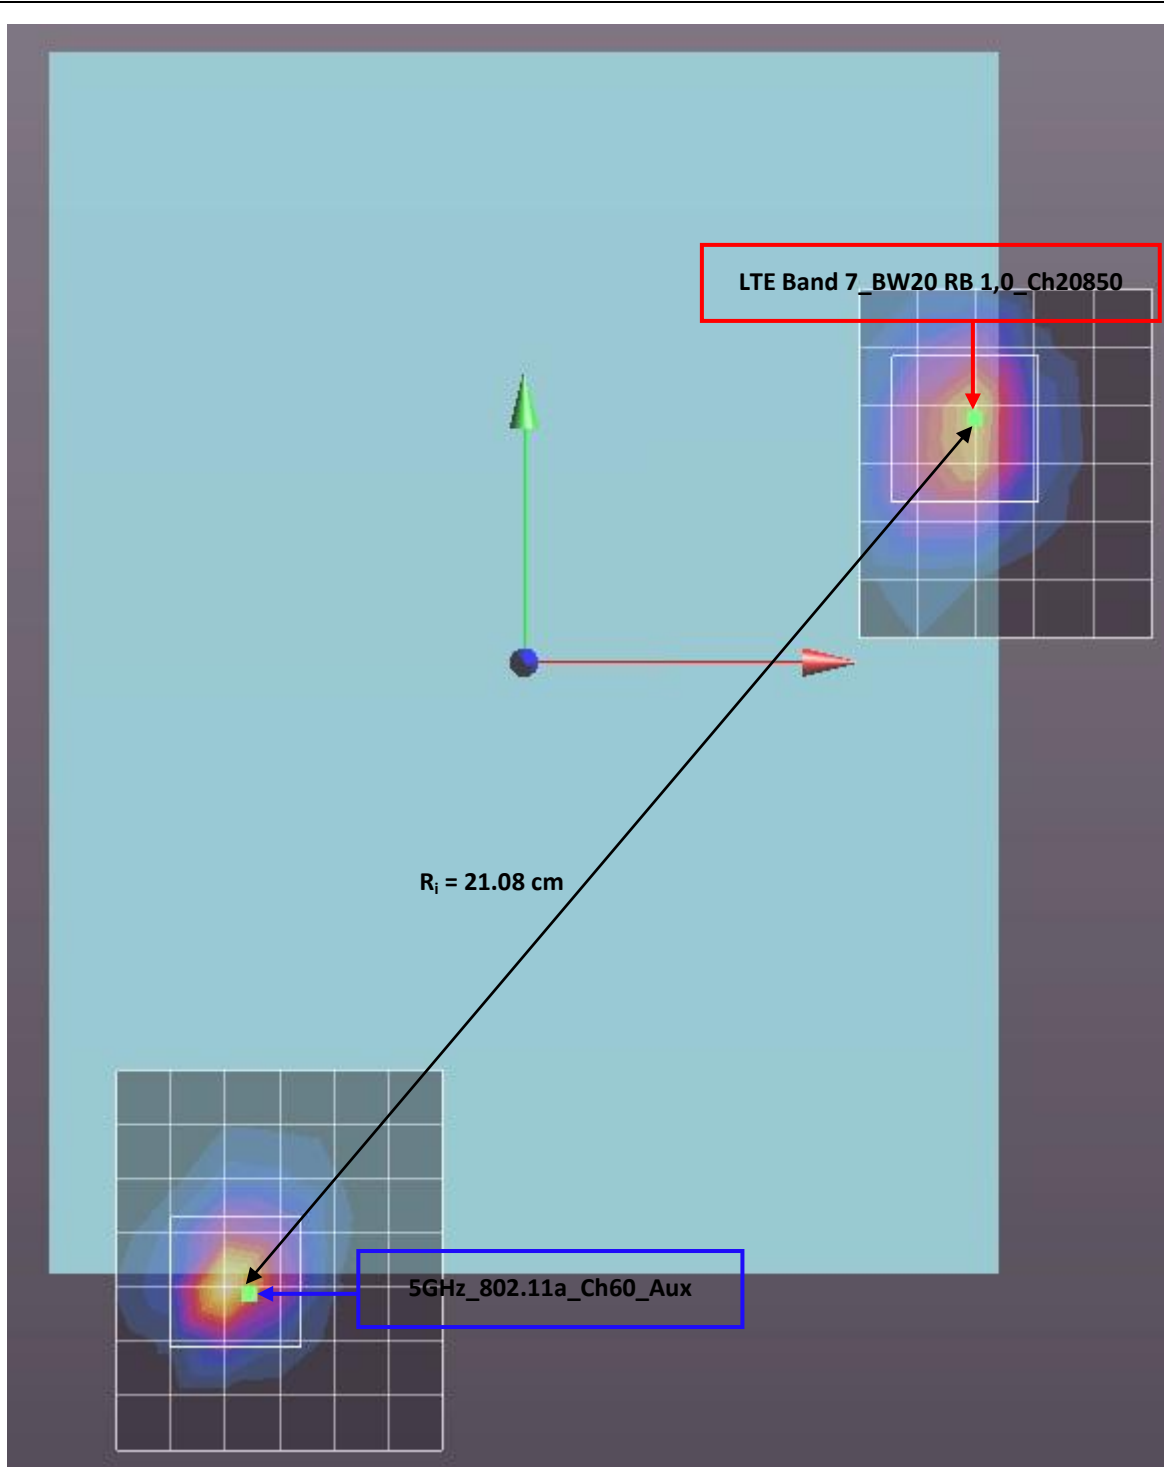 LTE Band 7_BW20 RB 1,0_Ch20850
Ri = 21.08 cm
5GHz_802.11a_Ch60_Aux